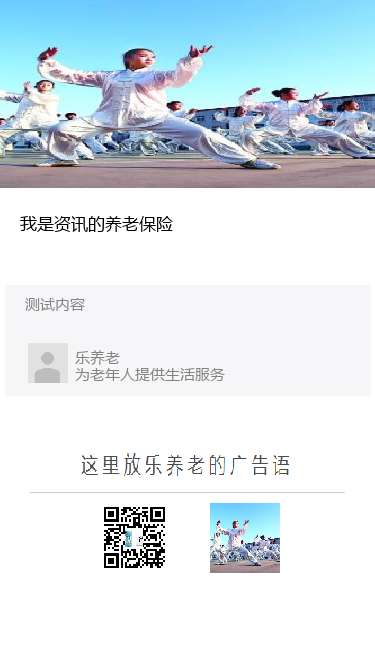 我是资讯的养老保险
测试内容
乐养老
为老年人提供生活服务
这里放乐养老的广告语